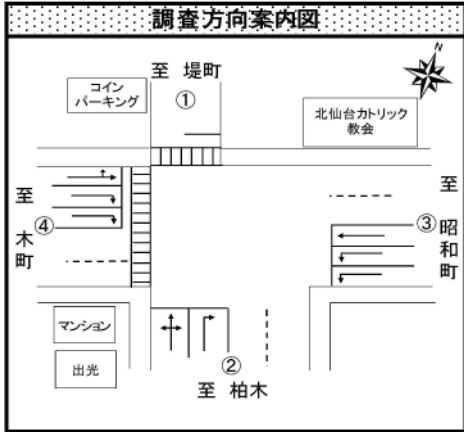 調査方向案内図
N
至 堤町
コイン
パーキング
①
北仙台カトリック
教会
至
木
町
④
至
昭
和
町
③
マンション
出光
②
至 柏木